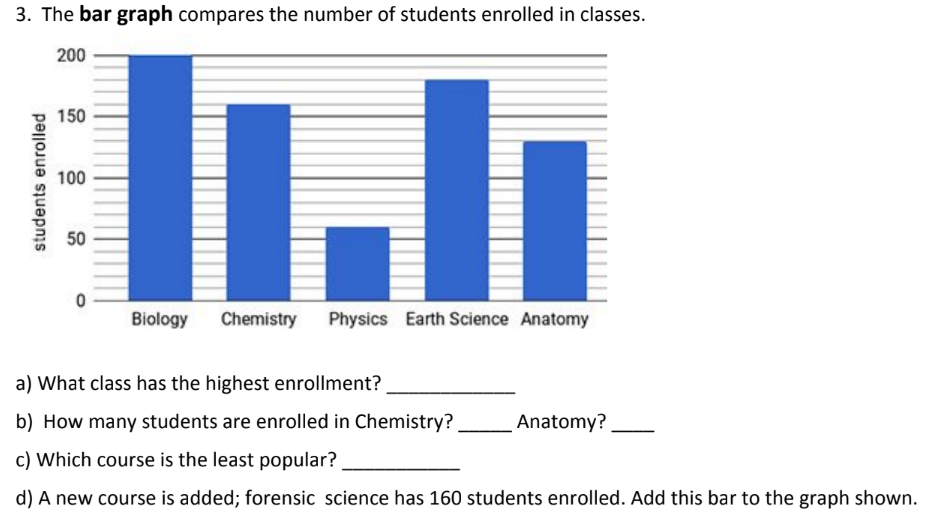 3. The bar graph compares the number of students enrolled in classes.
200
150
100
50
0
students enrolled
Biology Chemistry Physics Earth Science Anatomy
a) What class has the highest enrollment? ____________
b) How many students are enrolled in Chemistry? _____ Anatomy? ____
c) Which course is the least popular? ___________
d) A new course is added; forensic science has 160 students enrolled. Add this bar to the graph shown.